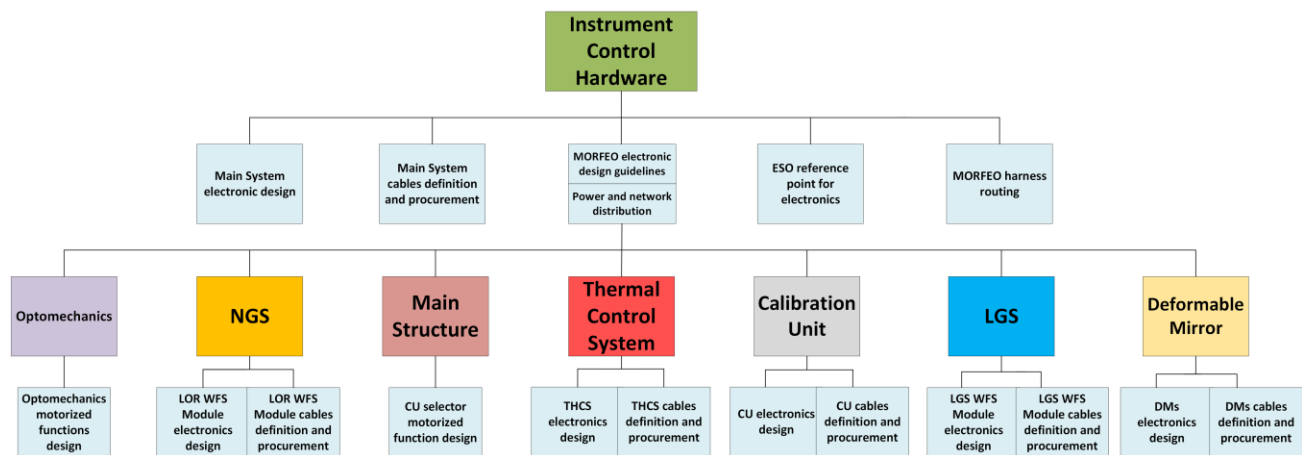 Instrument
Control
Hardware
Main System
electronic design
Main System
cables definition
and procurement
MORFEO electronic
design guidelines
Power and network
distribution
ESO reference
point for
electronics
MORFEO harness
routing
Optomechanics
NGS
Main
Structure
Thermal
Control
System
Calibration
Unit
LGS
Deformable
Mirror
Optomechanics
motorized
functions
design
LOR WFS
Module
electronics
design
LOR WFS
Module cables
definition and
procurement
CU selector
motorized
function design
THCS
electronics
design
THCS cables
definition and
procurement
CU electronics
design
CU cables
definition and
procurement
LGS WFS
Module
electronics
design
LGS WFS
Module cables
definition and
procurement
DMs
electronics
design
DMs cables
definition and
procurement